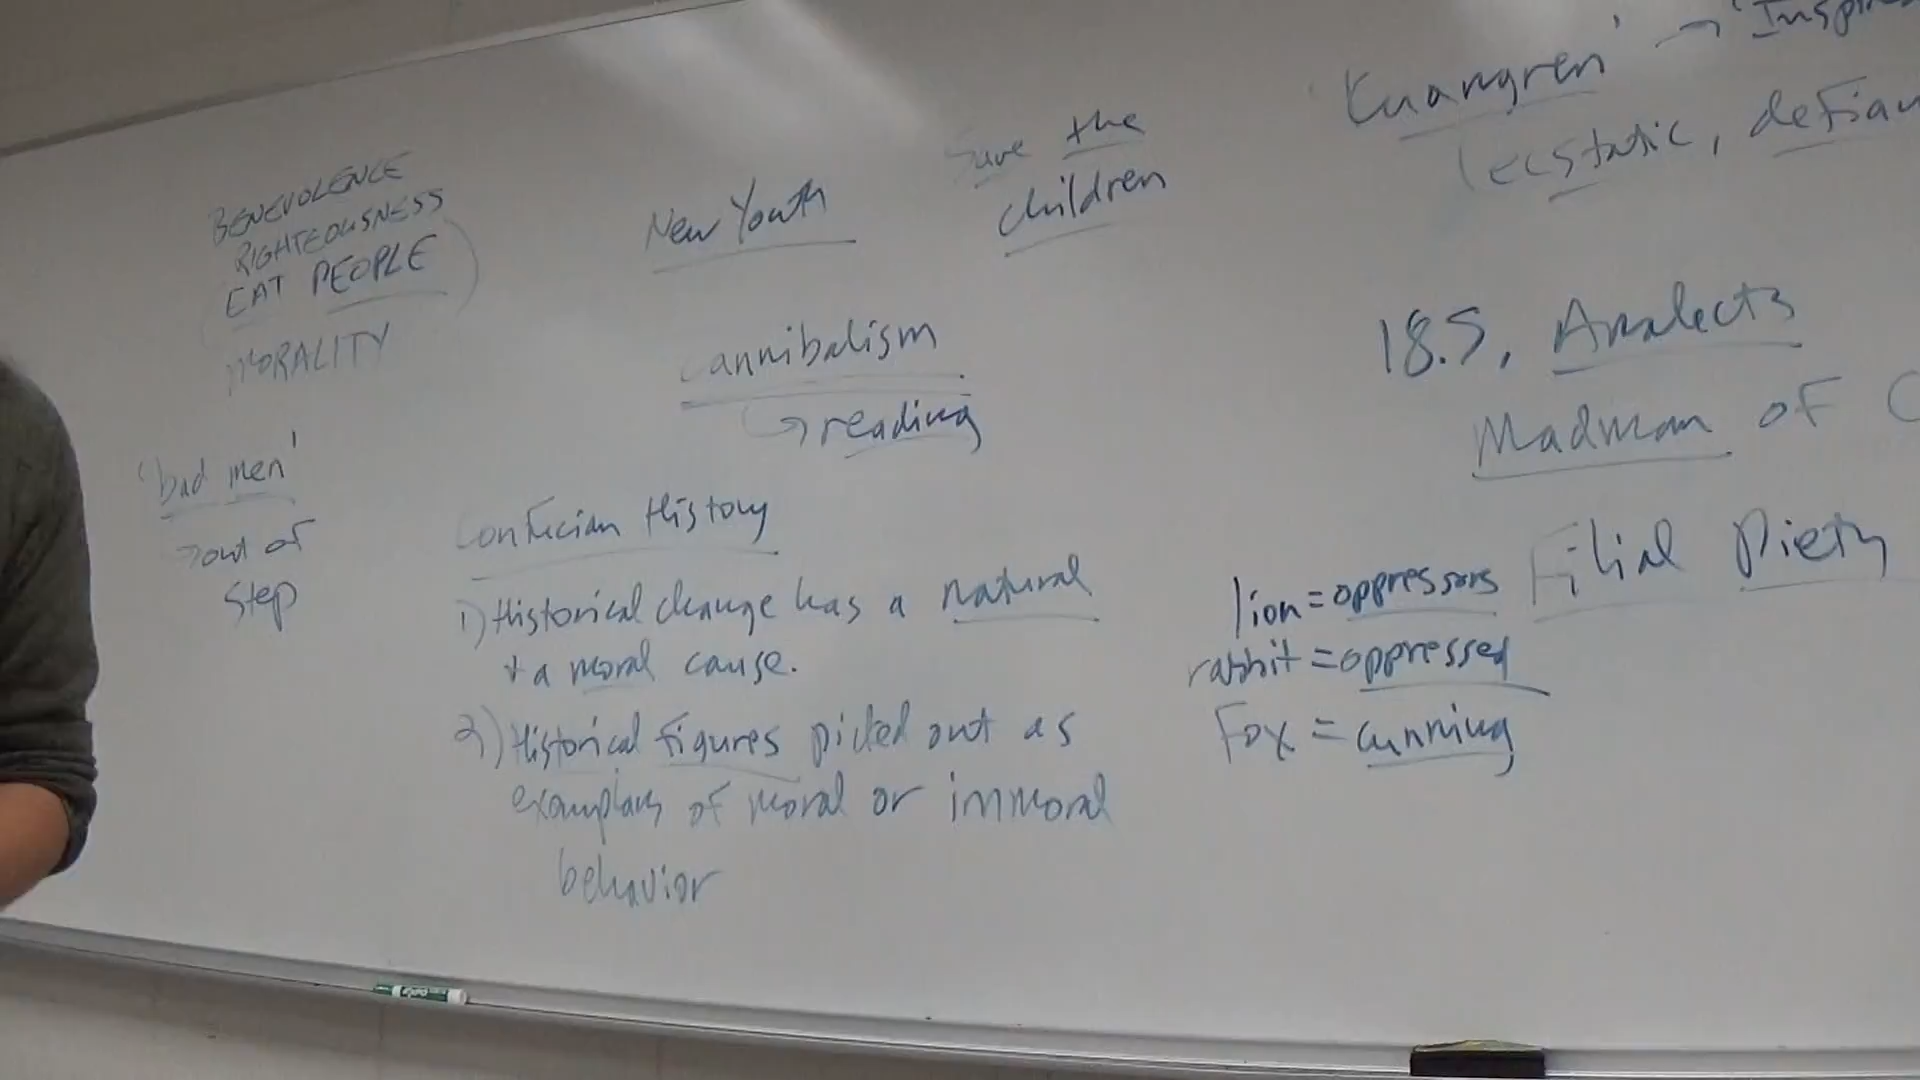 BENEVOLENCE
RIGHTEOUSNESS
(EAT PEOPLE)
MORALITY
'bad men'
→out of
step
New Youth
Save the
children
Cannibalism
→reading
Confucian History
1) Historical change has a natural
+ a moral cause.
2) Historical figures picked out as
examplars of moral or immoral
behavior
'Kuangren' →
(ecstatic,
18.5, Analects
Madman of
Filial Piety
lion = oppressors
rabbit = oppressed
Fox = cunning